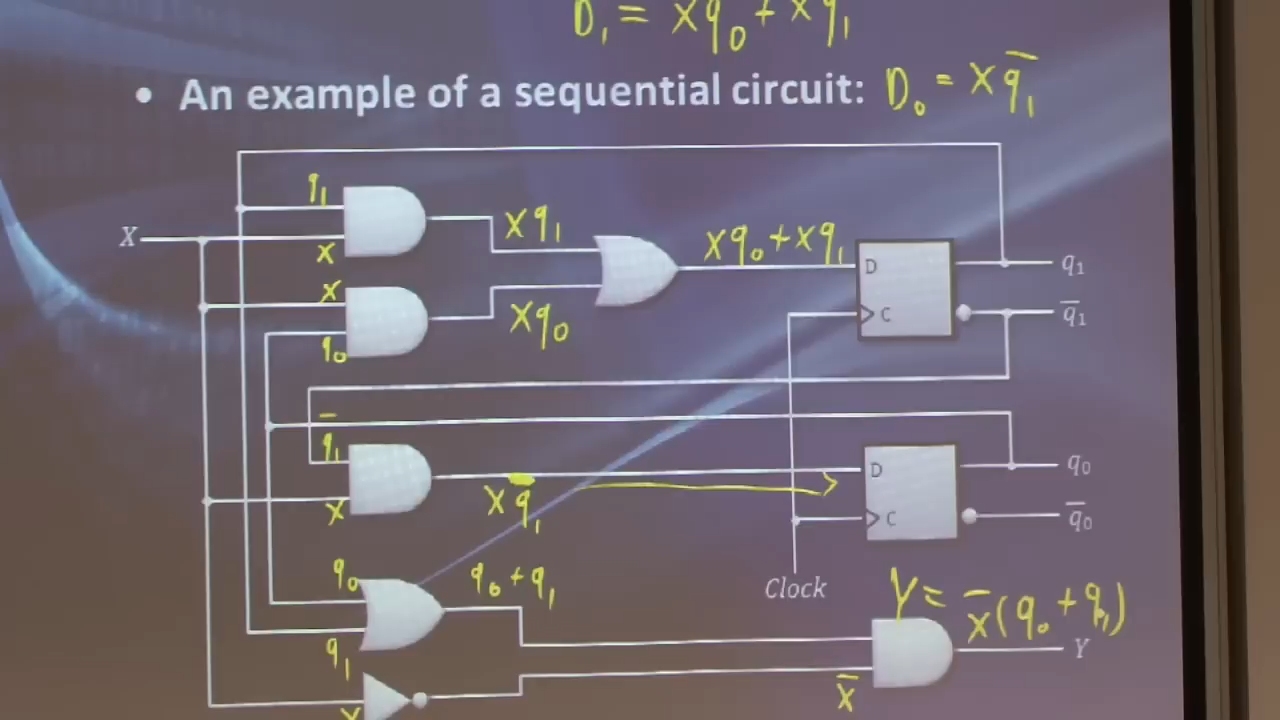 D₁ = xq₀ + xq₁
• An example of a sequential circuit: D₀ = xq̅₁
q₁
X
x
xq₁
xq₀ + xq₁
D
q₁
x
q₀
xq₀
C
q̅₁
q̅₁
x
xq̅₁
D
q₀
C
q̅₀
q₀
q₀ + q₁
Clock
Y = x̅(q₀ + q₁)
q₁
Y
x
x̅